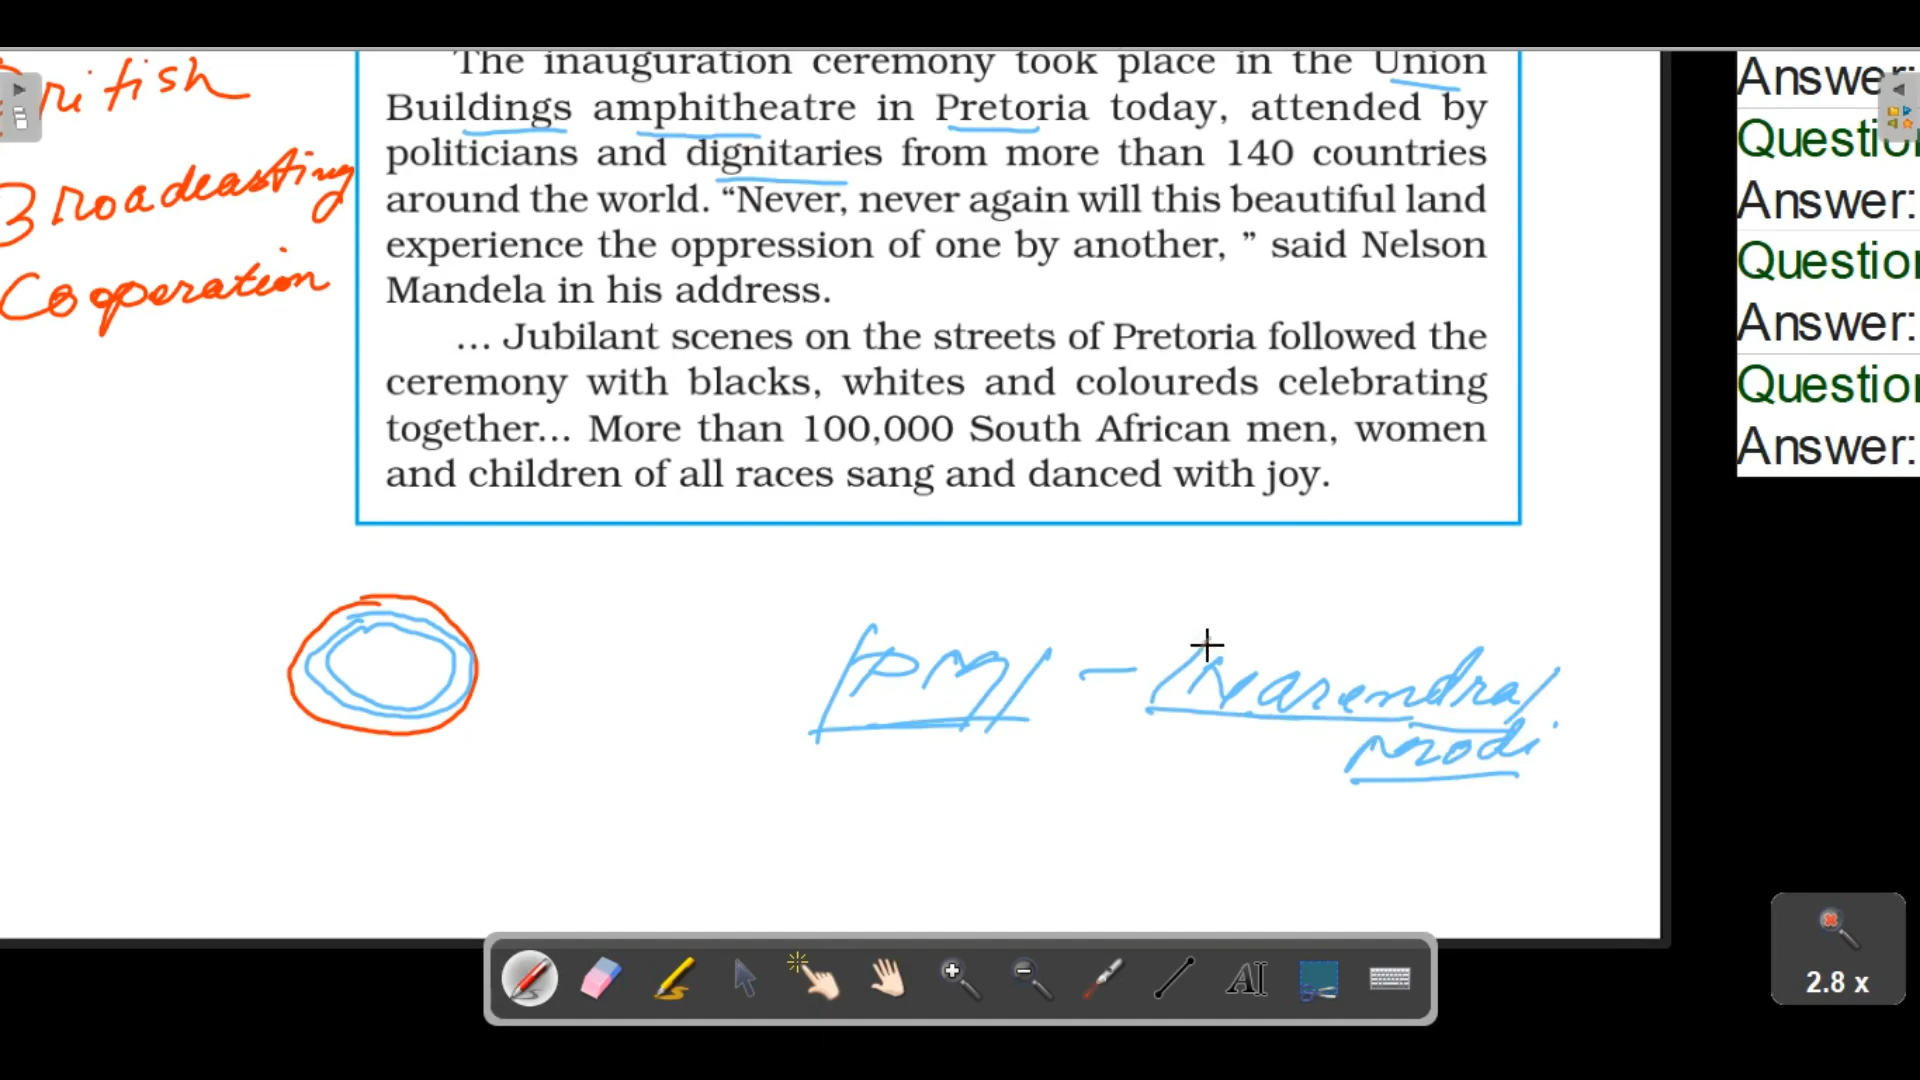 British
Broadcasting
Cooperation
The inauguration ceremony took place in the Union
Buildings amphitheatre in Pretoria today, attended by
politicians and dignitaries from more than 140 countries
around the world. “Never, never again will this beautiful land
experience the oppression of one by another, ” said Nelson
Mandela in his address.
... Jubilant scenes on the streets of Pretoria followed the
ceremony with blacks, whites and coloureds celebrating
together... More than 100,000 South African men, women
and children of all races sang and danced with joy.
PM - Narendra
modi
Answer:
Questio
Answer:
Question
Answer:
Question
Answer:
AI
2.8 x